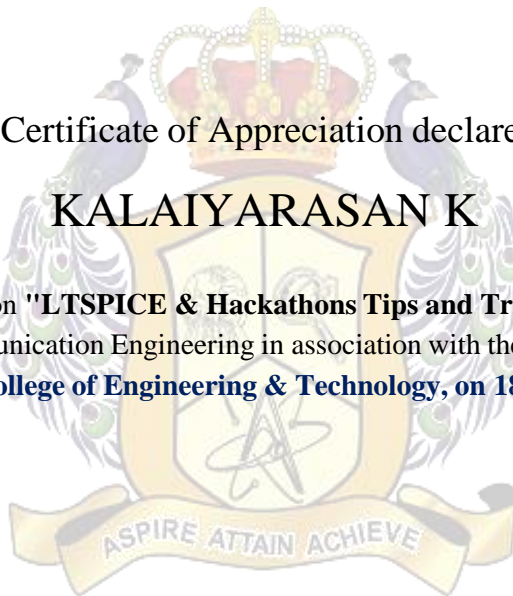 Certificate of Appreciation declare
KALAIYARASAN K
on "LTSPICE & Hackathons Tips and Tr
unication Engineering in association with the
ollege of Engineering & Technology, on 18
ASPIRE ATTAIN ACHIEVE